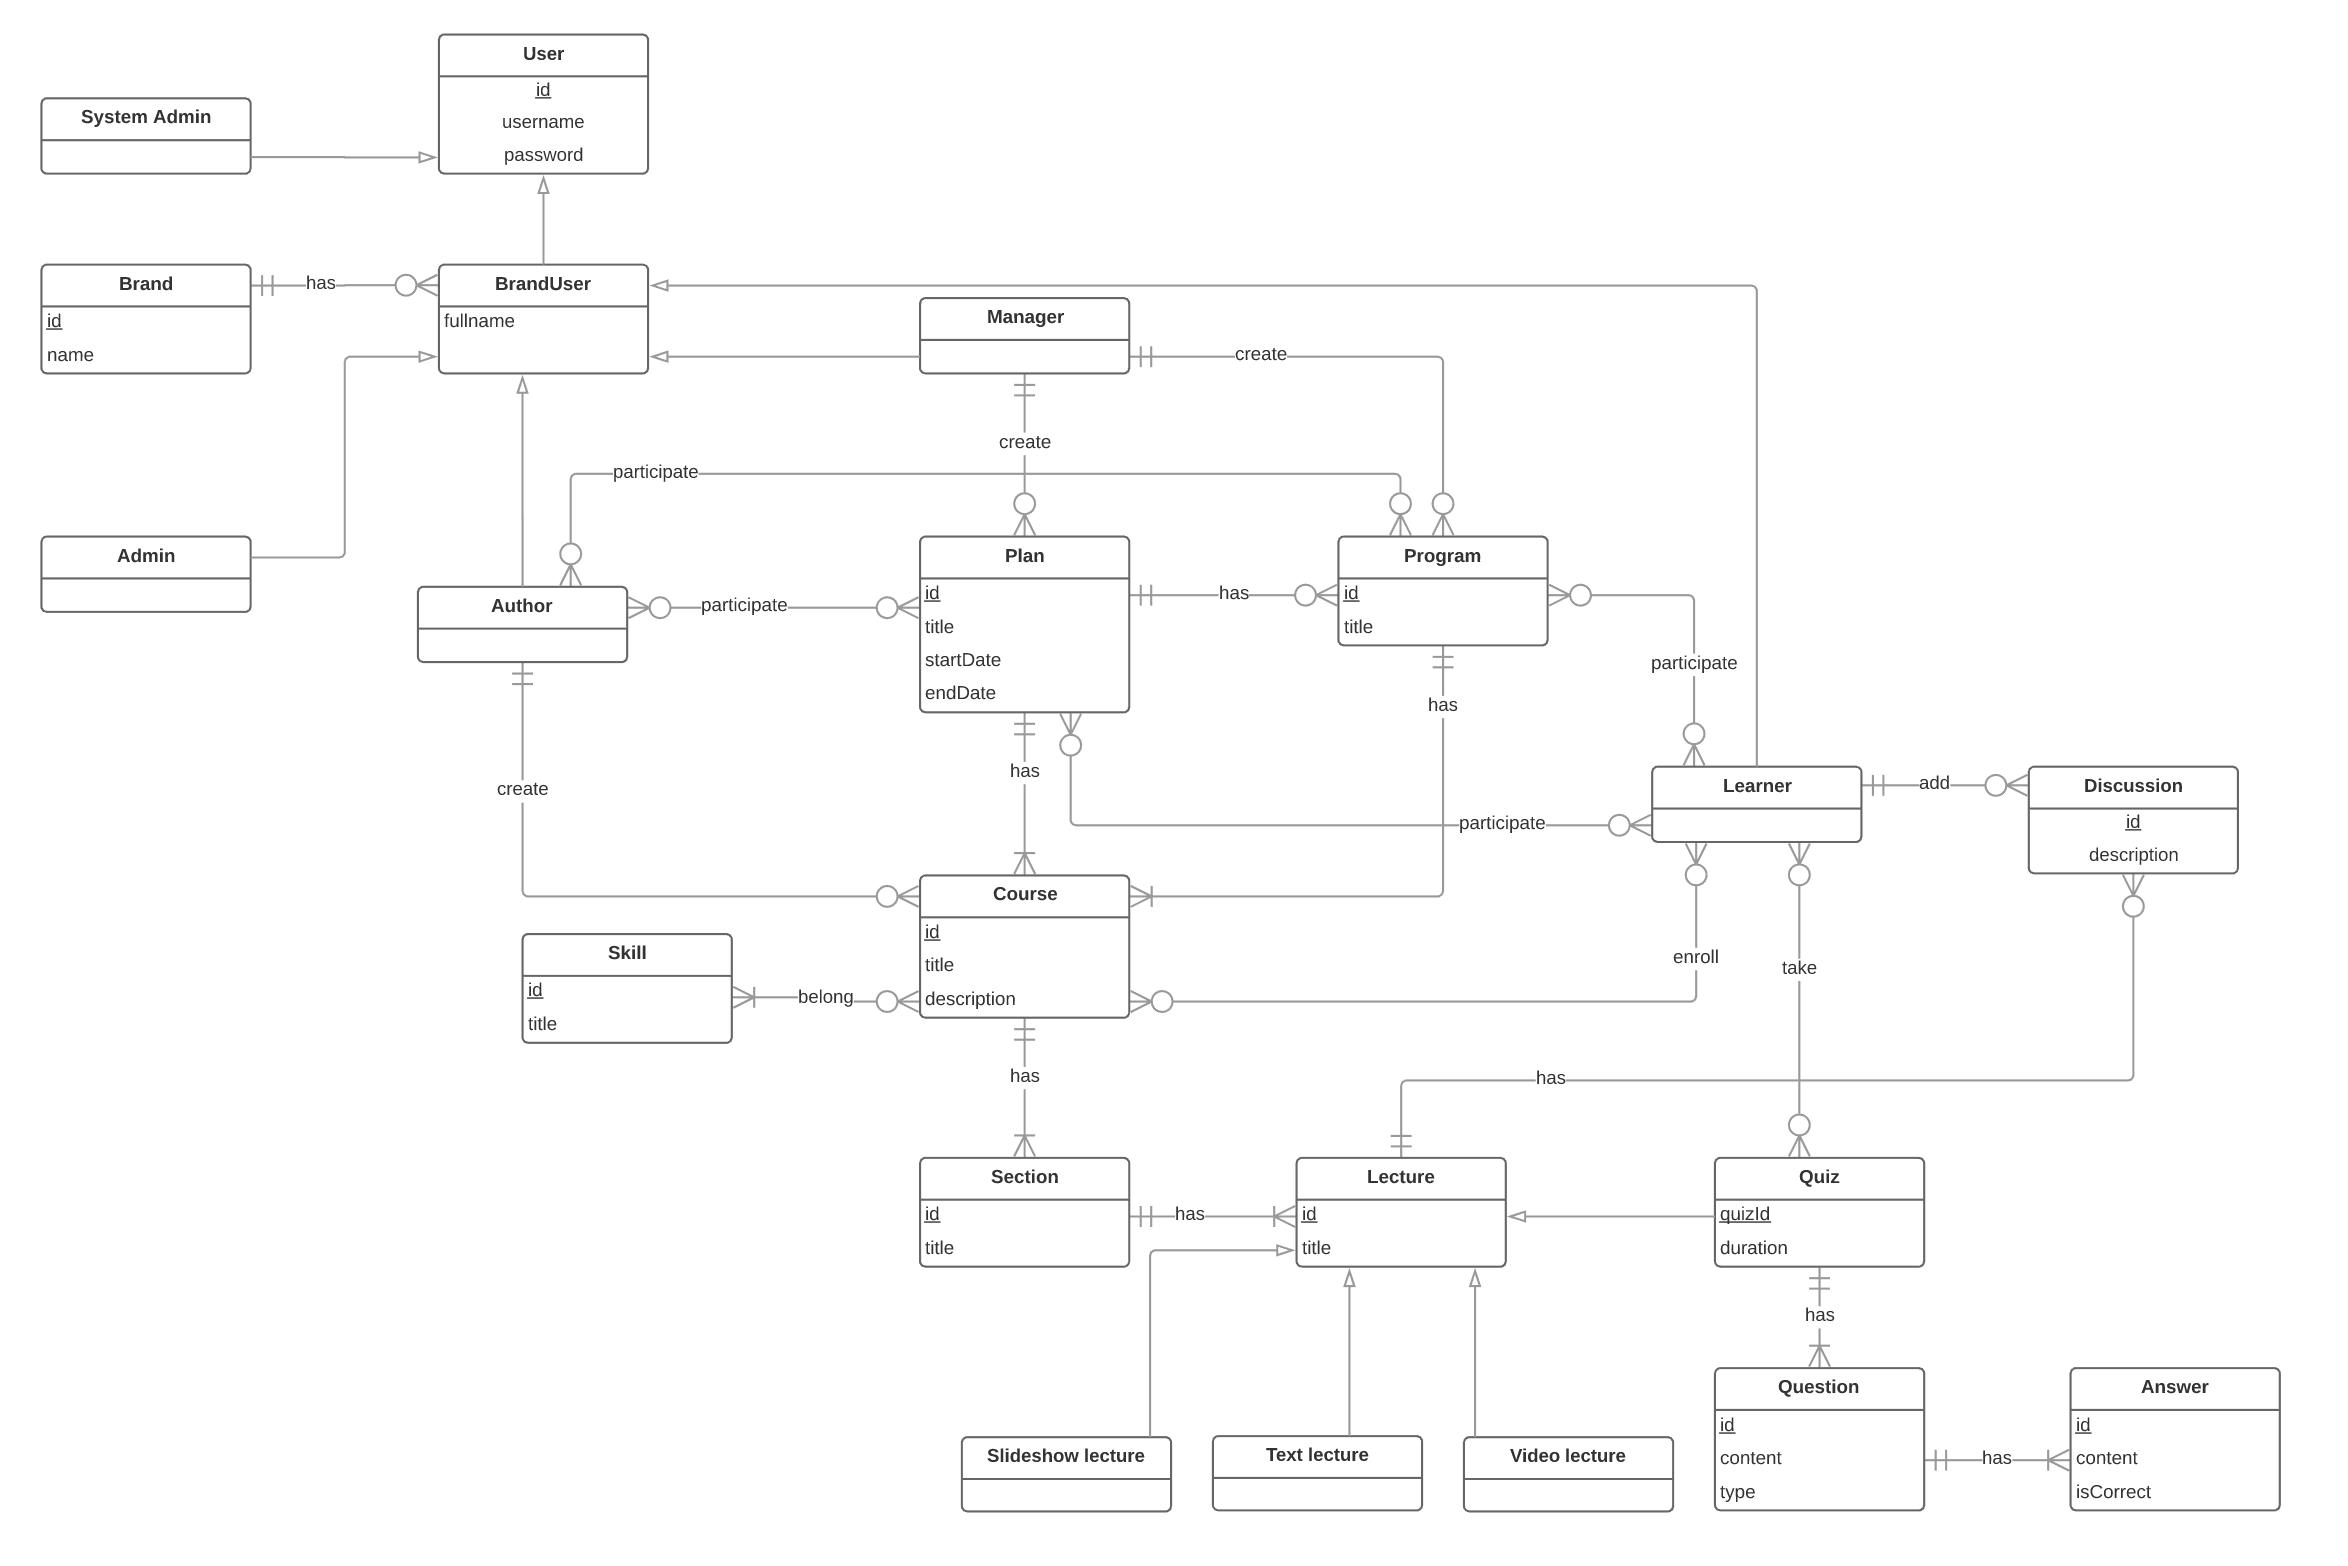 User
id
username
password
System Admin
Brand
id
name
has
BrandUser
fullname
Manager
create
create
participate
Admin
Author
participate
Plan
id
title
startDate
endDate
has
Program
id
title
participate
has
has
create
participate
Learner
add
Discussion
id
description
Course
id
title
description
Skill
id
title
belong
enroll
take
has
has
Section
id
title
has
Lecture
id
title
Quiz
quizId
duration
has
Slideshow lecture
Text lecture
Video lecture
Question
id
content
type
has
Answer
id
content
isCorrect